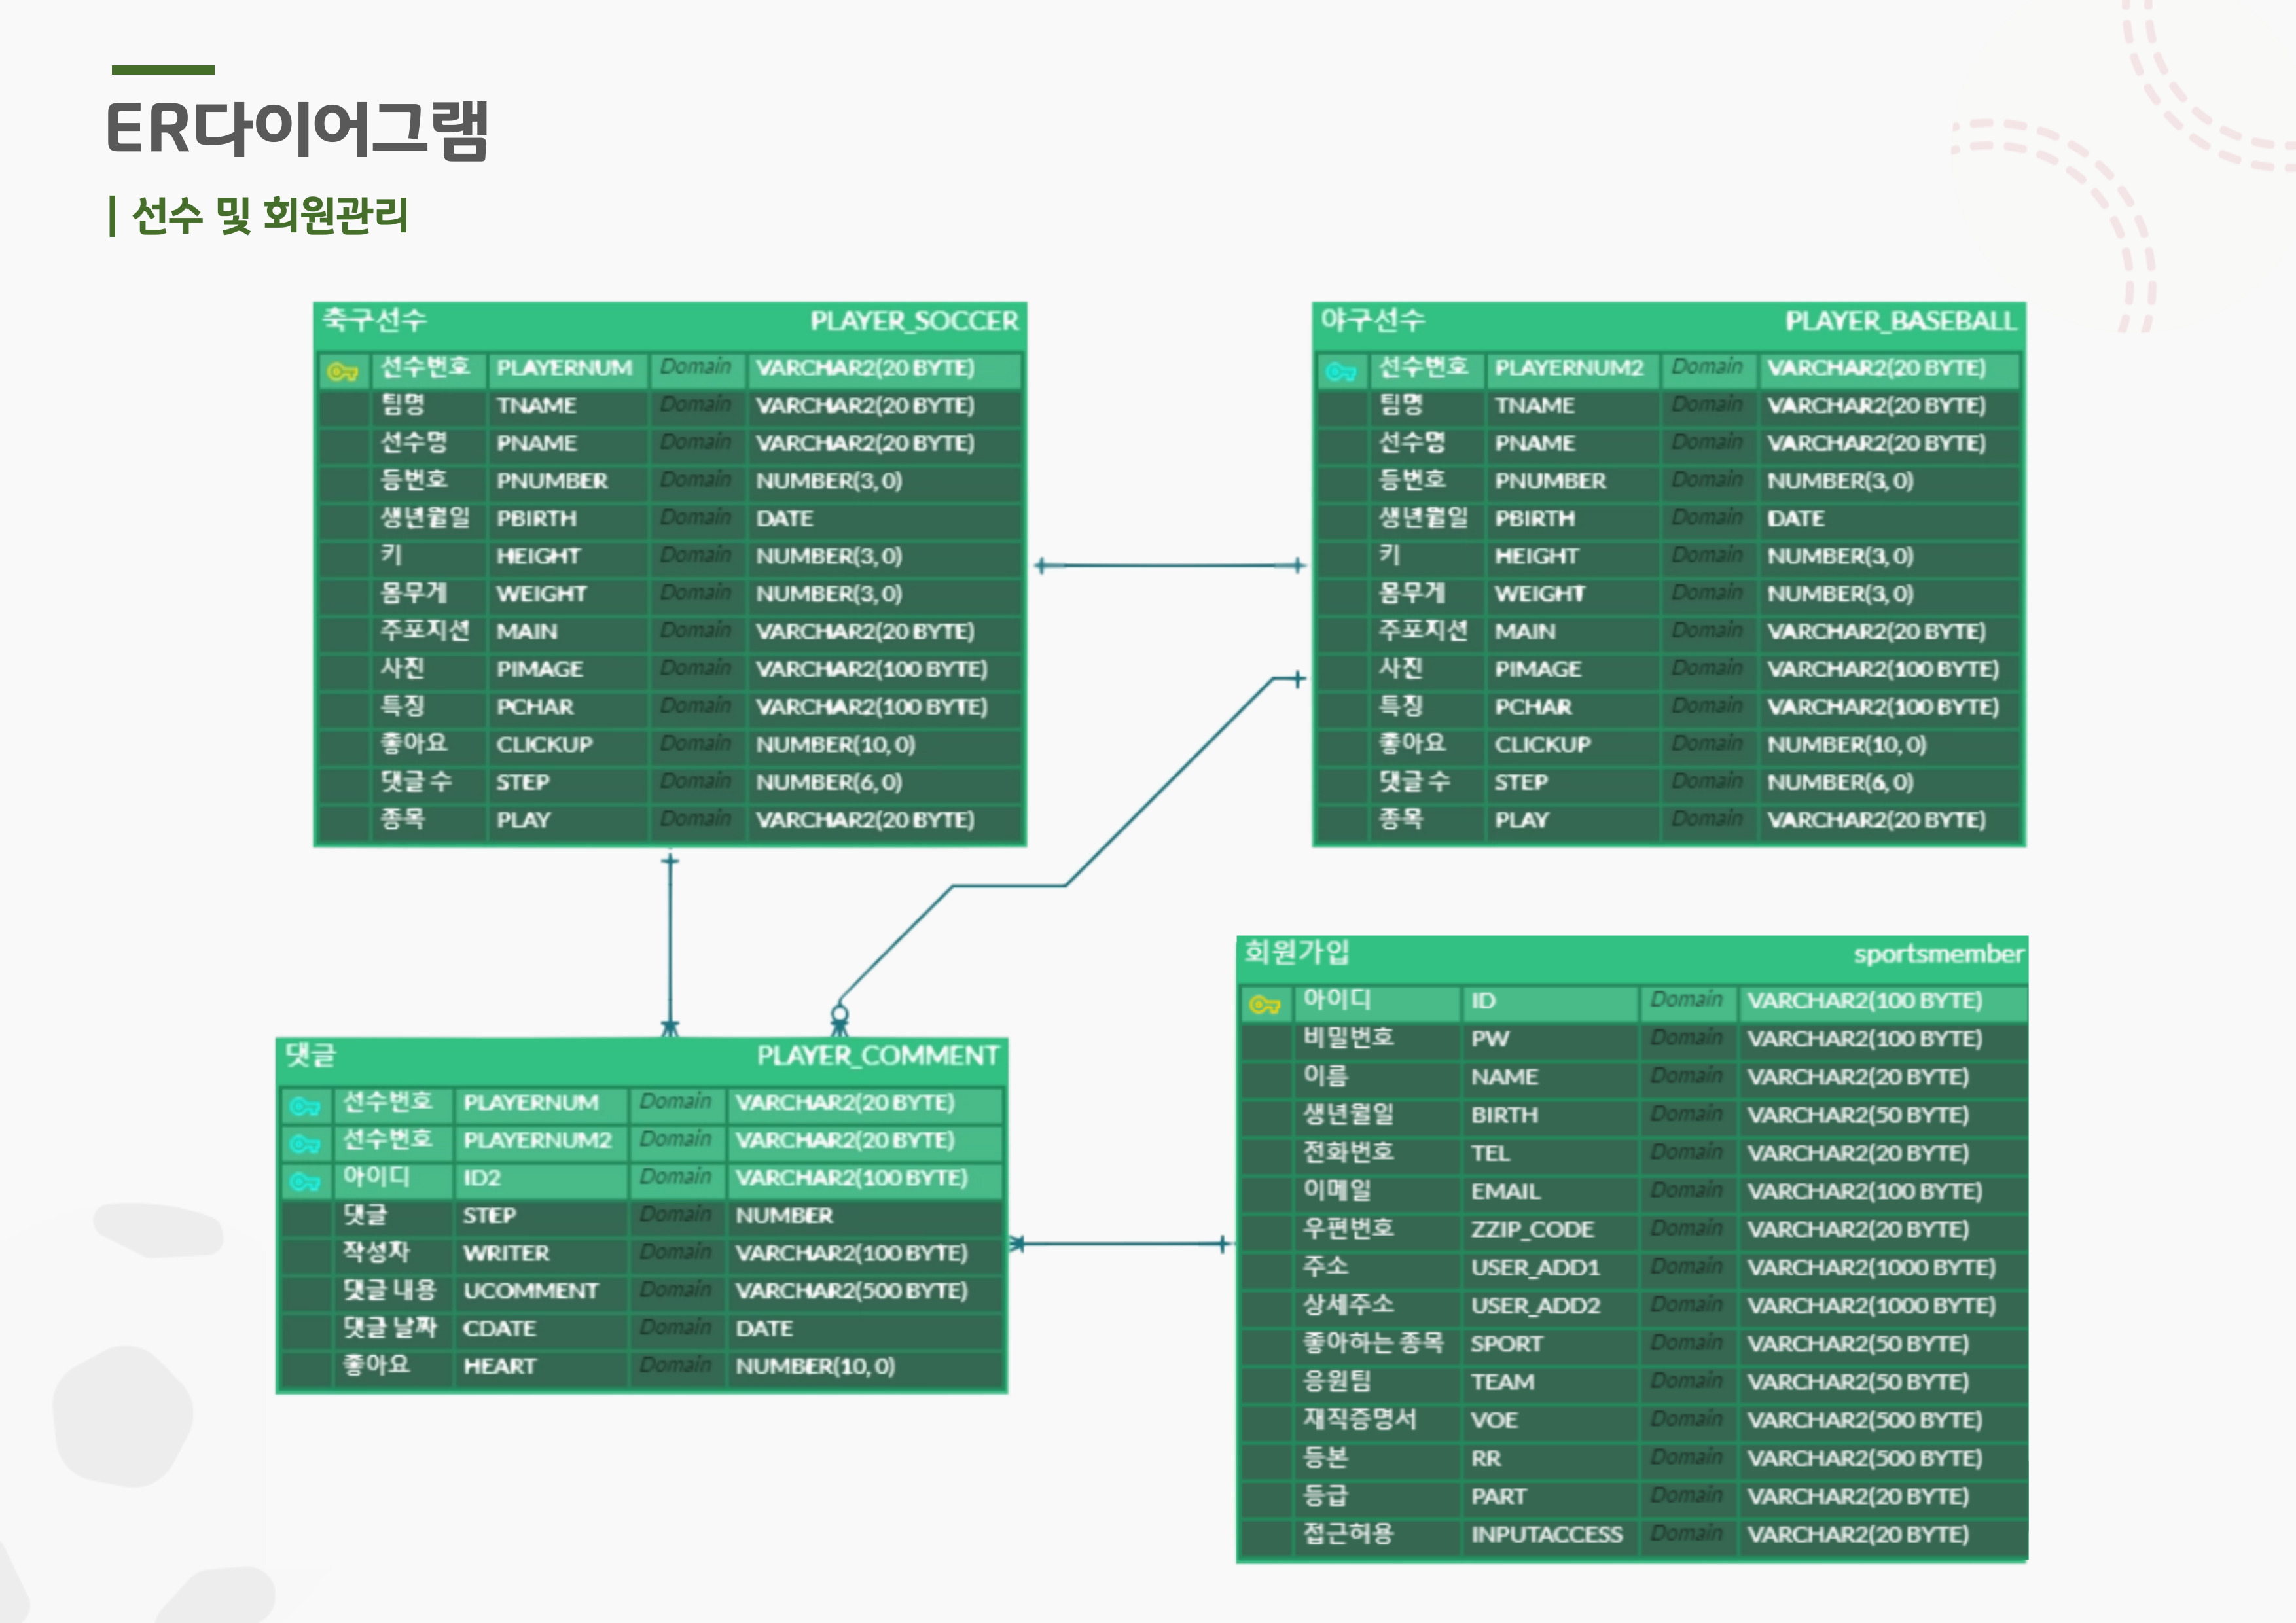 ER다이어그램
| 선수 및 회원관리
축구선수 PLAYER_SOCCER
선수번호 PLAYERNUM Domain VARCHAR2(20 BYTE)
팀명 TNAME Domain VARCHAR2(20 BYTE)
선수명 PNAME Domain VARCHAR2(20 BYTE)
등번호 PNUMBER Domain NUMBER(3, 0)
생년월일 PBIRTH Domain DATE
키 HEIGHT Domain NUMBER(3, 0)
몸무게 WEIGHT Domain NUMBER(3, 0)
주포지션 MAIN Domain VARCHAR2(20 BYTE)
사진 PIMAGE Domain VARCHAR2(100 BYTE)
특징 PCHAR Domain VARCHAR2(100 BYTE)
좋아요 CLICKUP Domain NUMBER(10, 0)
댓글 수 STEP Domain NUMBER(6, 0)
종목 PLAY Domain VARCHAR2(20 BYTE)
야구선수 PLAYER_BASEBALL
선수번호 PLAYERNUM2 Domain VARCHAR2(20 BYTE)
팀명 TNAME Domain VARCHAR2(20 BYTE)
선수명 PNAME Domain VARCHAR2(20 BYTE)
등번호 PNUMBER Domain NUMBER(3, 0)
생년월일 PBIRTH Domain DATE
키 HEIGHT Domain NUMBER(3, 0)
몸무게 WEIGHT Domain NUMBER(3, 0)
주포지션 MAIN Domain VARCHAR2(20 BYTE)
사진 PIMAGE Domain VARCHAR2(100 BYTE)
특징 PCHAR Domain VARCHAR2(100 BYTE)
좋아요 CLICKUP Domain NUMBER(10, 0)
댓글 수 STEP Domain NUMBER(6, 0)
종목 PLAY Domain VARCHAR2(20 BYTE)
댓글 PLAYER_COMMENT
선수번호 PLAYERNUM Domain VARCHAR2(20 BYTE)
선수번호 PLAYERNUM2 Domain VARCHAR2(20 BYTE)
아이디 ID2 Domain VARCHAR2(100 BYTE)
댓글 STEP Domain NUMBER
작성자 WRITER Domain VARCHAR2(100 BYTE)
댓글 내용 UCOMMENT Domain VARCHAR2(500 BYTE)
댓글 날짜 CDATE Domain DATE
좋아요 HEART Domain NUMBER(10, 0)
회원가입 sportsmember
아이디 ID Domain VARCHAR2(100 BYTE)
비밀번호 PW Domain VARCHAR2(100 BYTE)
이름 NAME Domain VARCHAR2(20 BYTE)
생년월일 BIRTH Domain VARCHAR2(50 BYTE)
전화번호 TEL Domain VARCHAR2(20 BYTE)
이메일 EMAIL Domain VARCHAR2(100 BYTE)
우편번호 ZZIP_CODE Domain VARCHAR2(20 BYTE)
주소 USER_ADD1 Domain VARCHAR2(1000 BYTE)
상세주소 USER_ADD2 Domain VARCHAR2(1000 BYTE)
좋아하는 종목 SPORT Domain VARCHAR2(50 BYTE)
응원팀 TEAM Domain VARCHAR2(50 BYTE)
재직증명서 VOE Domain VARCHAR2(500 BYTE)
등본 RR Domain VARCHAR2(500 BYTE)
등급 PART Domain VARCHAR2(20 BYTE)
접근허용 INPUTACCESS Domain VARCHAR2(20 BYTE)